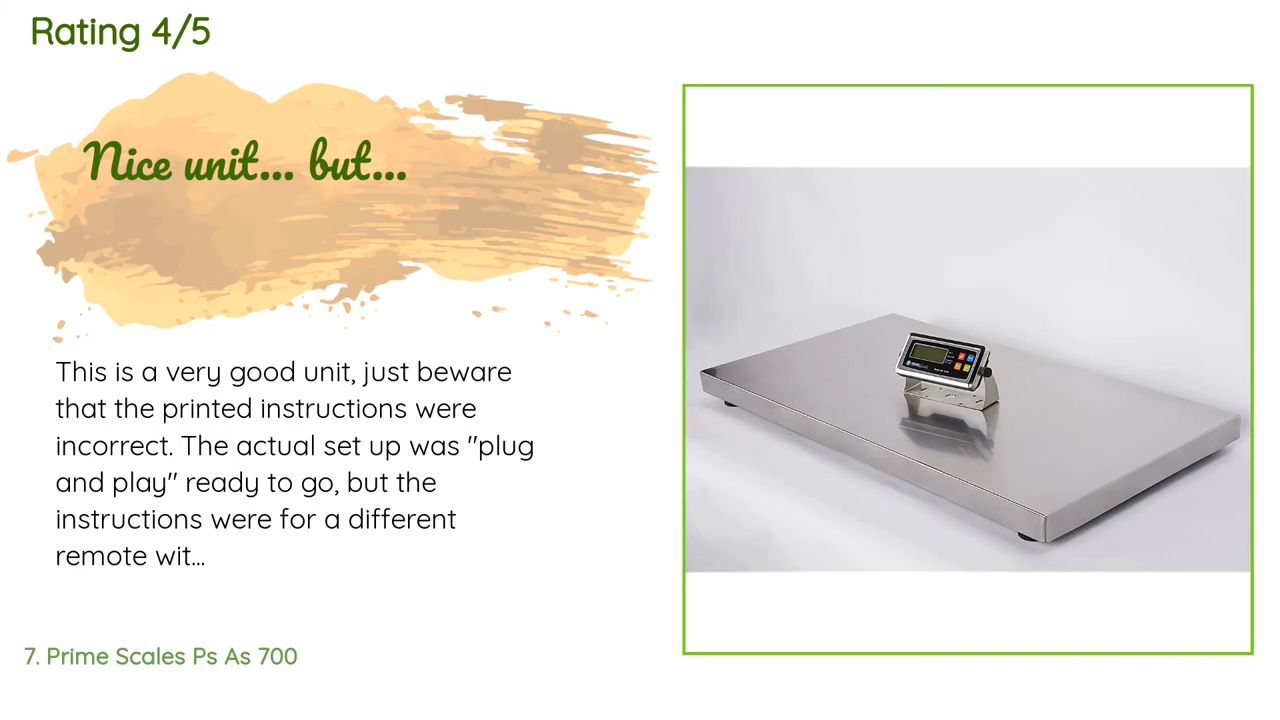 Rating 4/5
Nice unit... but...
This is a very good unit, just beware
that the printed instructions were
incorrect. The actual set up was "plug
and play" ready to go, but the
instructions were for a different
remote wit...
7. Prime Scales Ps As 700